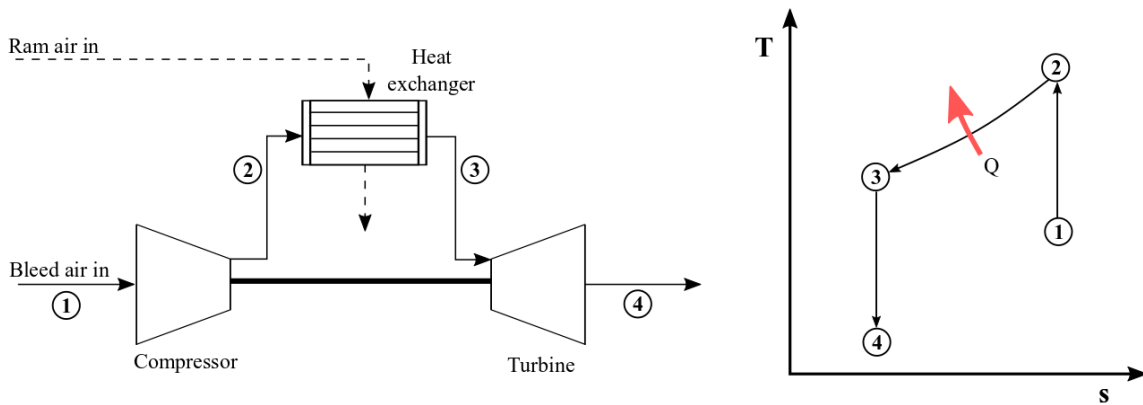 Ram air in
Heat
exchanger
2
3
Bleed air in
1
4
Compressor
Turbine
T
2
3
Q
1
4
s